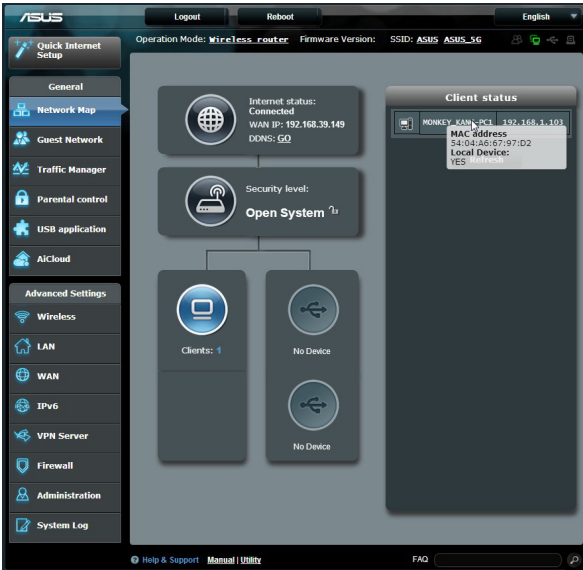 ASUS
Logout
Reboot
English
Quick Internet Setup
Operation Mode: Wireless router Firmware Version: SSID: ASUS ASUS_5G
General
Network Map
Guest Network
Traffic Manager
Parental control
USB application
AiCloud
Advanced Settings
Wireless
LAN
WAN
IPv6
VPN Server
Firewall
Administration
System Log
Internet status:
Connected
WAN IP: 192.168.39.149
DDNS: GO
Security level:
Open System
Clients: 1
No Device
No Device
Client status
192.168.1.103
MAC address
54:04:A6:67:97:D2
Local Device:
YES
Refresh
Help & Support Manual | Utility
FAQ